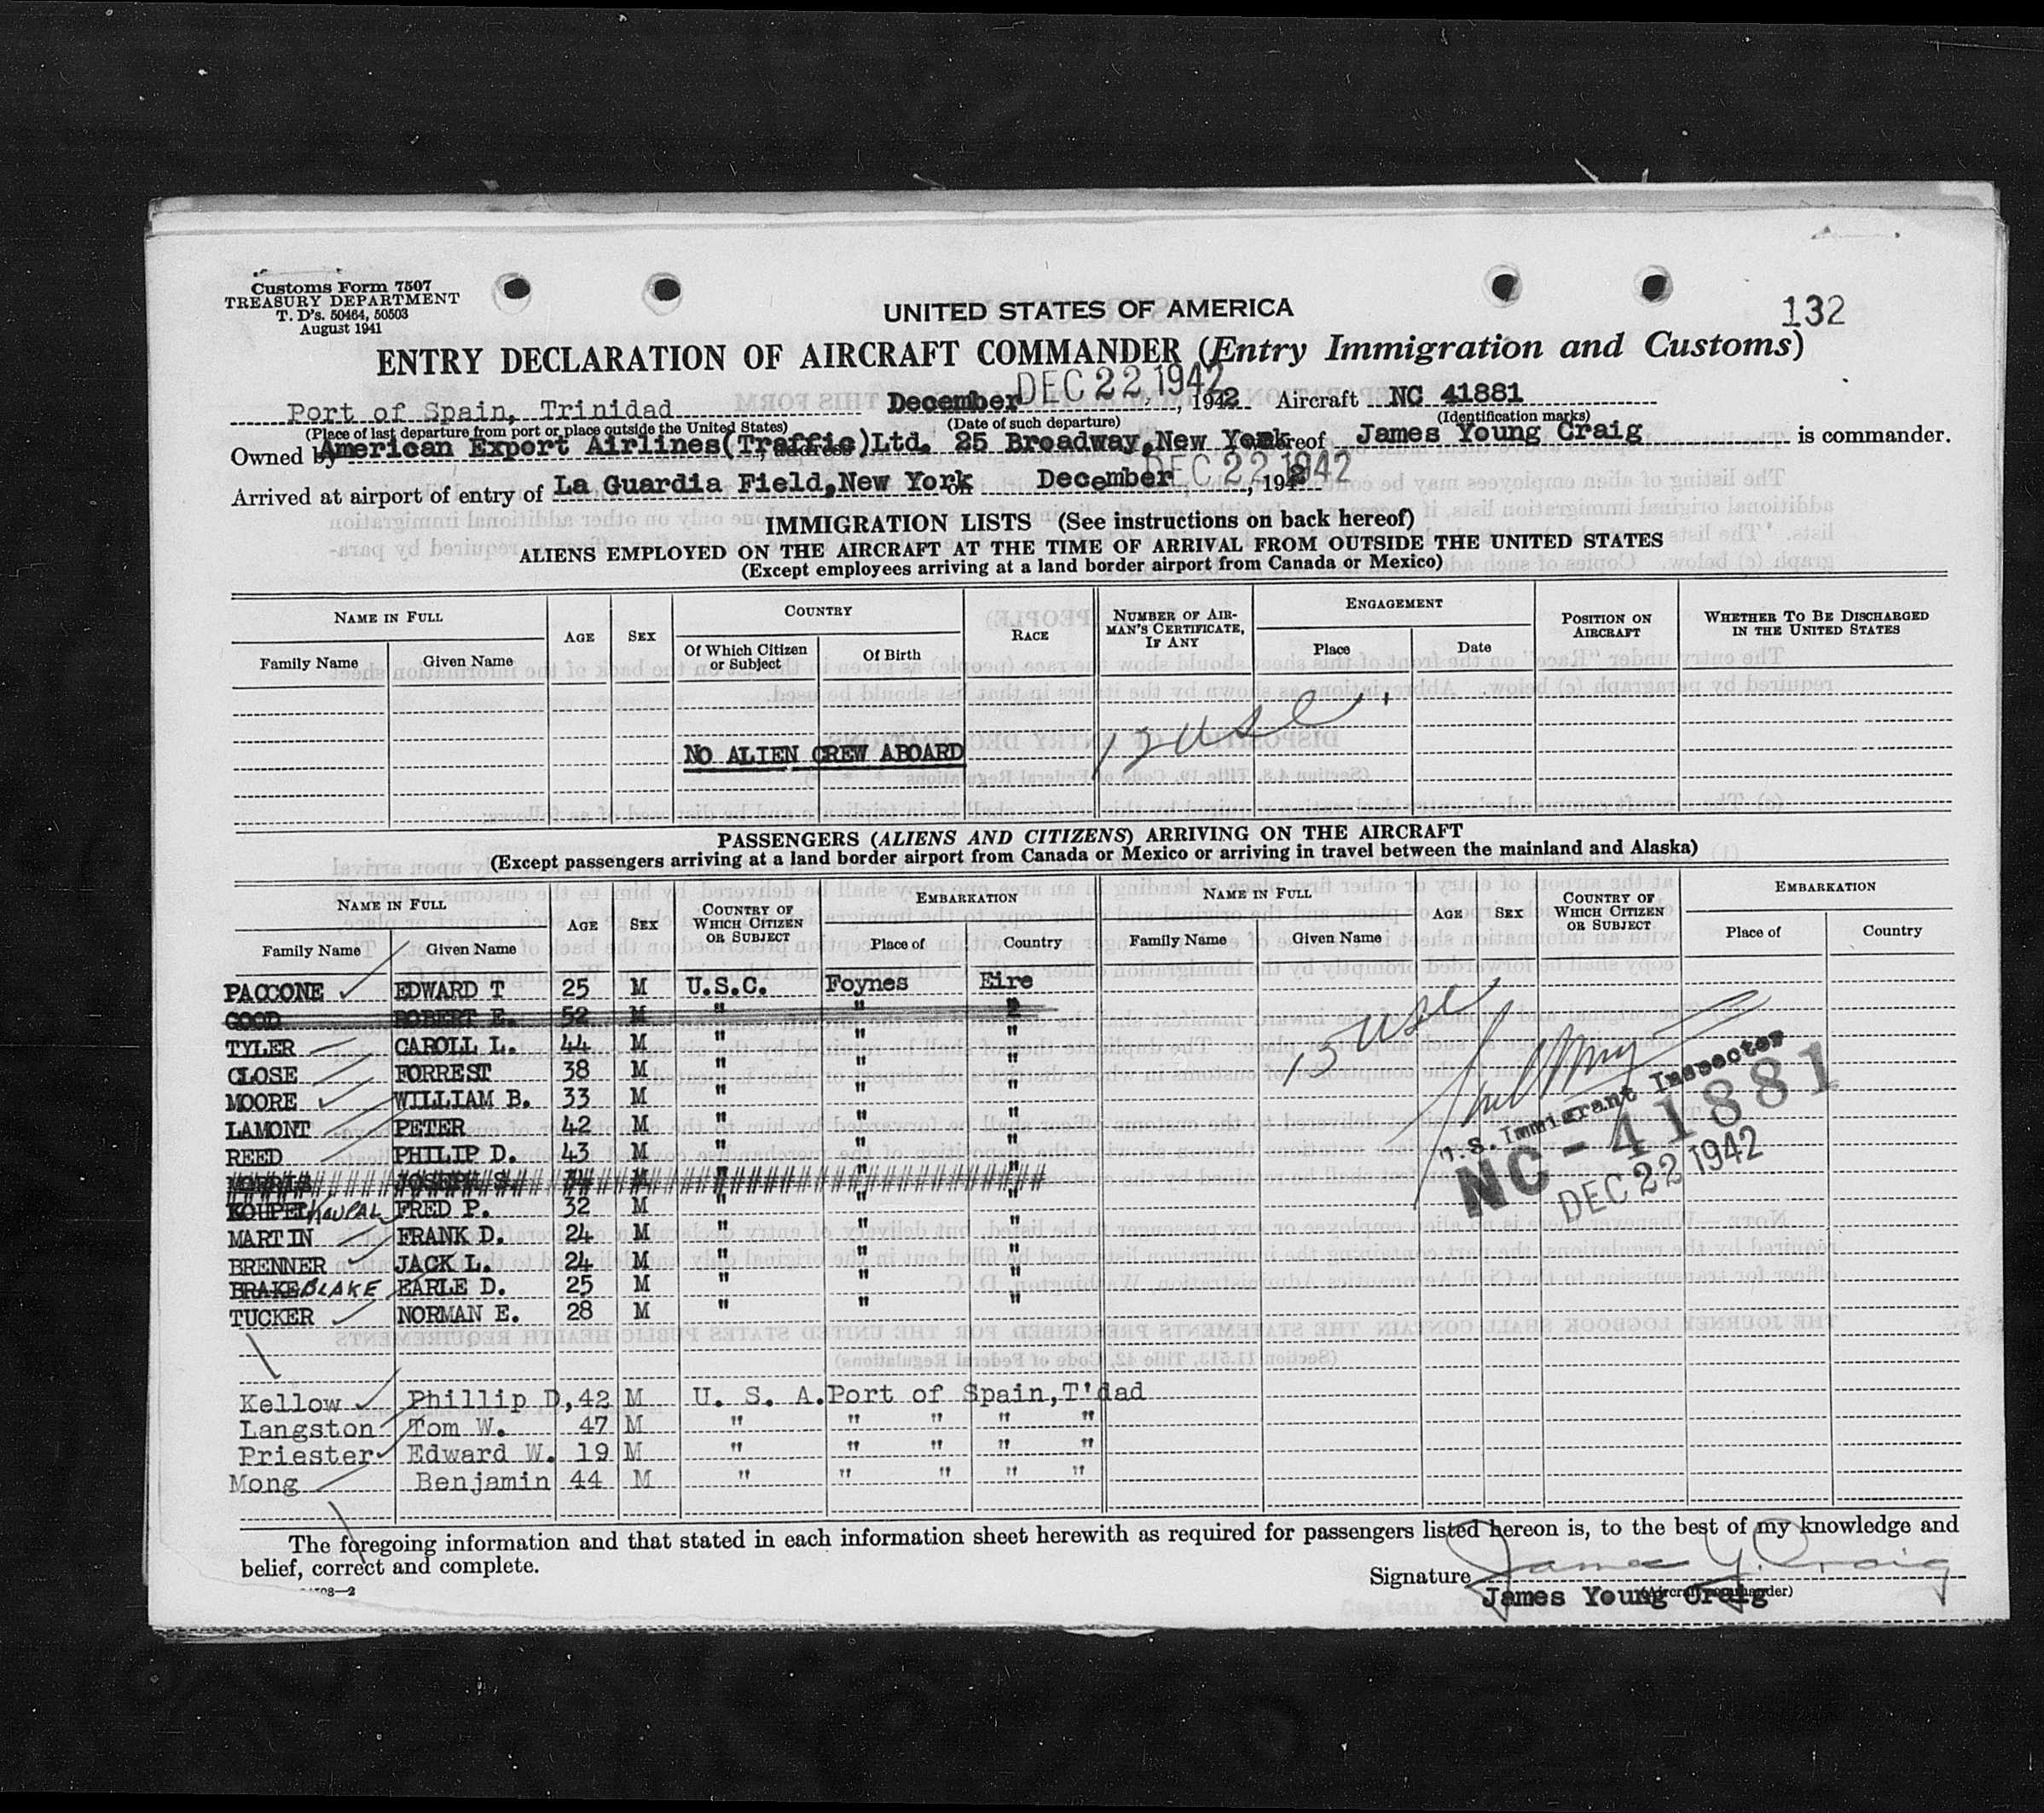 Customs Form 7507
TREASURY DEPARTMENT
T. D's. 50464, 50503
August 1941
UNITED STATES OF AMERICA
132
ENTRY DECLARATION OF AIRCRAFT COMMANDER (Entry Immigration and Customs)
Port of Spain, Trinidad December DEC 22 1942, 1942 Aircraft NC 41881
(Place of last departure from port or place outside the United States) (Date of such departure) (Identification marks)
Owned by American Export Airlines(Traffic)Ltd. address 25 Broadway,New York whereof James Young Craig is commander.
Arrived at airport of entry of La Guardia Field,New York on December DEC 22 1942, 1942
IMMIGRATION LISTS (See instructions on back hereof)
ALIENS EMPLOYED ON THE AIRCRAFT AT THE TIME OF ARRIVAL FROM OUTSIDE THE UNITED STATES
(Except employees arriving at a land border airport from Canada or Mexico)
NAME IN FULL AGE SEX COUNTRY RACE NUMBER OF AIRMAN'S CERTIFICATE, IF ANY ENGAGEMENT POSITION ON AIRCRAFT WHETHER TO BE DISCHARGED IN THE UNITED STATES
Family Name Given Name Of Which Citizen or Subject Of Birth Place Date
NO ALIEN CREW ABOARD
12 USC
PASSENGERS (ALIENS AND CITIZENS) ARRIVING ON THE AIRCRAFT
(Except passengers arriving at a land border airport from Canada or Mexico or arriving in travel between the mainland and Alaska)
NAME IN FULL AGE SEX COUNTRY OF WHICH CITIZEN OR SUBJECT EMBARKATION NAME IN FULL AGE SEX COUNTRY OF WHICH CITIZEN OR SUBJECT EMBARKATION
Family Name Given Name Place of Country Family Name Given Name Place of Country
PACCONE EDWARD T 25 M U.S.C. Foynes Eire
GOOD ROBERT E. 52 M " " "
TYLER CAROLL L. 44 M " " "
CLOSE FORREST 38 M " " "
MOORE WILLIAM B. 33 M " " "
LAMONT PETER 42 M " " "
REED PHILIP D. 43 M " " "
MORRIS JOSEPH S. 34 M " " "
KOUPEL KOUPAL FRED P. 32 M " " "
MARTIN FRANK D. 24 M " " "
BRENNER JACK L. 24 M " " "
BRAKE BLAKE EARLE D. 25 M " " "
TUCKER NORMAN E. 28 M " " "
15 USC
U.S. Immigrant Inspector
NC-41881
DEC 22 1942
Kellow Phillip D, 42 M U. S. A. Port of Spain,T'dad
Langston Tom W. 47 M " " " " "
Priester Edward W. 19 M " " " " "
Mong Benjamin 44 M " " " " "
The foregoing information and that stated in each information sheet herewith as required for passengers listed hereon is, to the best of my knowledge and
belief, correct and complete.
Signature James Y. Craig
(Aircraft commander)
James Young Craig